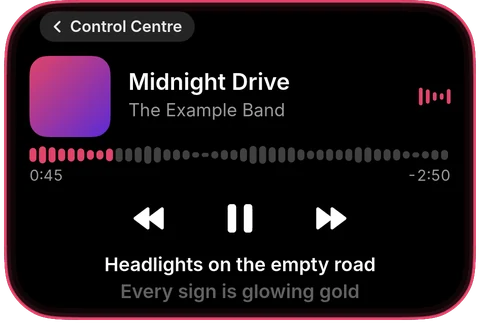 Control Centre
Midnight Drive
The Example Band
0:45
-2:50
Headlights on the empty road
Every sign is glowing gold